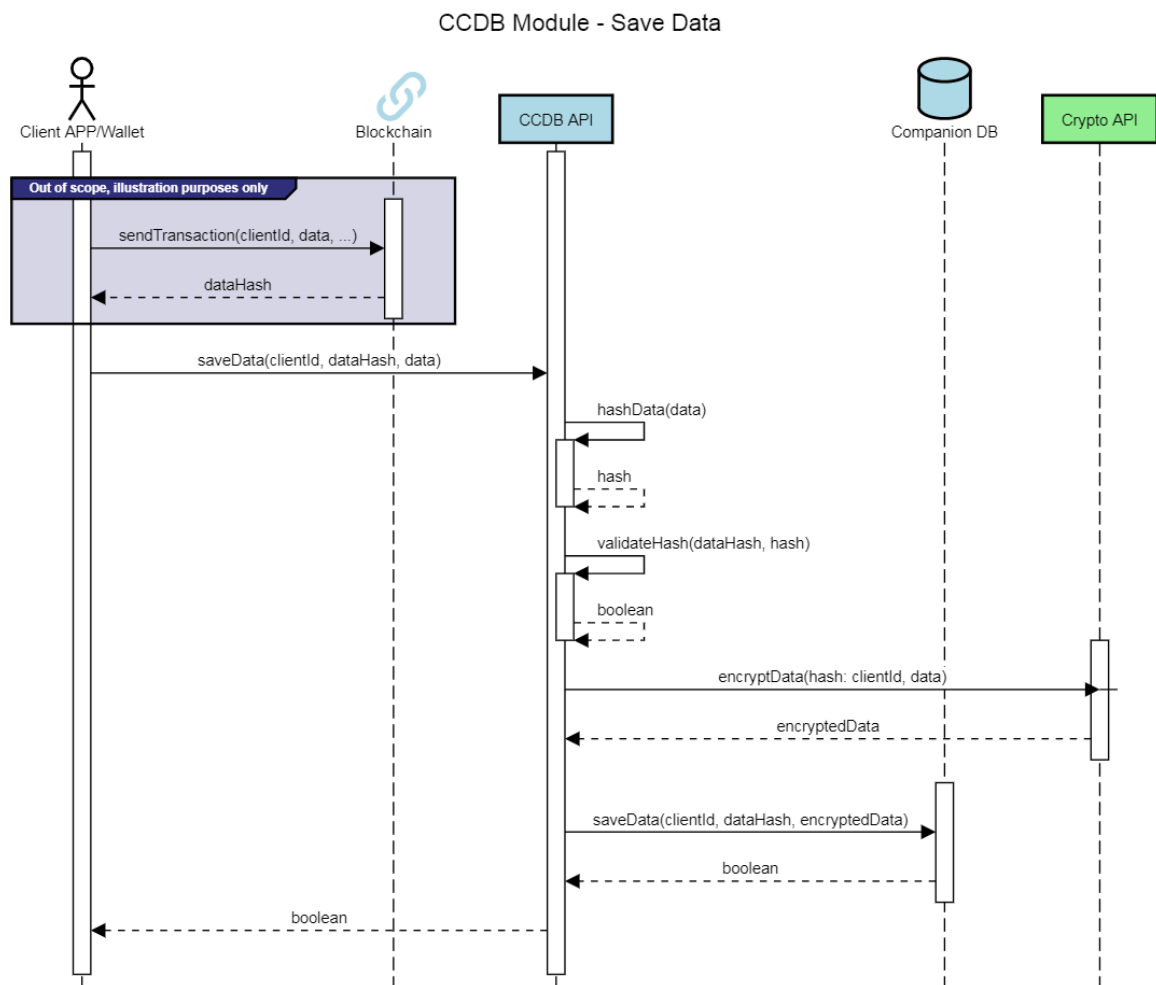 CCDB Module - Save Data
Client APP/Wallet
Blockchain
CCDB API
Companion DB
Crypto API
Out of scope, illustration purposes only
sendTransaction(clientId, data, ...)
dataHash
saveData(clientId, dataHash, data)
hashData(data)
hash
validateHash(dataHash, hash)
boolean
encryptData(hash: clientId, data)
encryptedData
saveData(clientId, dataHash, encryptedData)
boolean
boolean